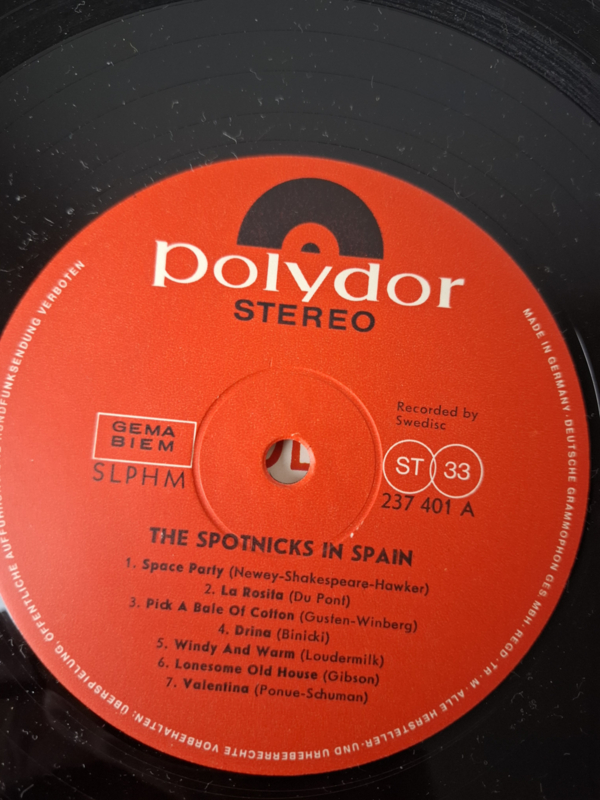 polydor
STEREO
GEMA
BIEM
SLPHM
Recorded by
Swedisc
ST 33
237 401 A
THE SPOTNICKS IN SPAIN
1. Space Party (Newey-Shakespeare-Hawker)
2. La Rosita (Du Pont)
3. Pick A Bale Of Cotton (Gusten-Winberg)
4. Drina (Binicki)
5. Windy And Warm (Loudermilk)
6. Lonesome Old House (Gibson)
7. Valentina (Ponue-Schuman)
MADE IN GERMANY · DEUTSCHE GRAMMOPHON GES. MBH · REGD. TR. M. · ALLE HERSTELLER- UND URHEBERRECHTE VORBEHALTEN. ÜBERSPIELUNG, ÖFFENTLICHE RUNDFUNKSENDUNG VERBOTEN